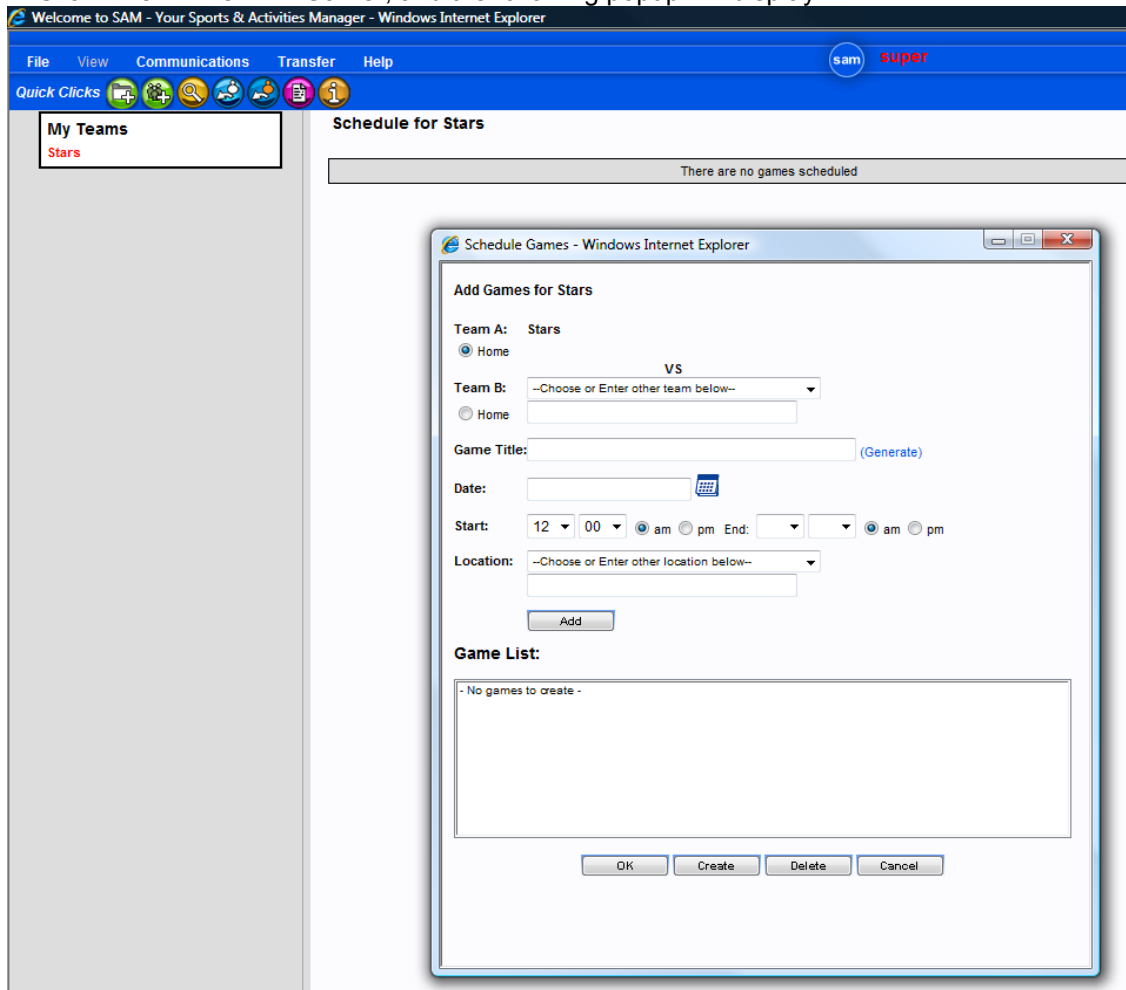 Welcome to SAM - Your Sports & Activities Manager - Windows Internet Explorer
File View Communications Transfer Help
sam super
Quick Clicks
My Teams
Stars
Schedule for Stars
There are no games scheduled
Schedule Games - Windows Internet Explorer
Add Games for Stars
Team A: Stars
Home
VS
Team B: --Choose or Enter other team below--
Home
Game Title: (Generate)
Date:
Start: 12 00 am pm End: am pm
Location: --Choose or Enter other location below--
Add
Game List:
- No games to create -
OK Create Delete Cancel